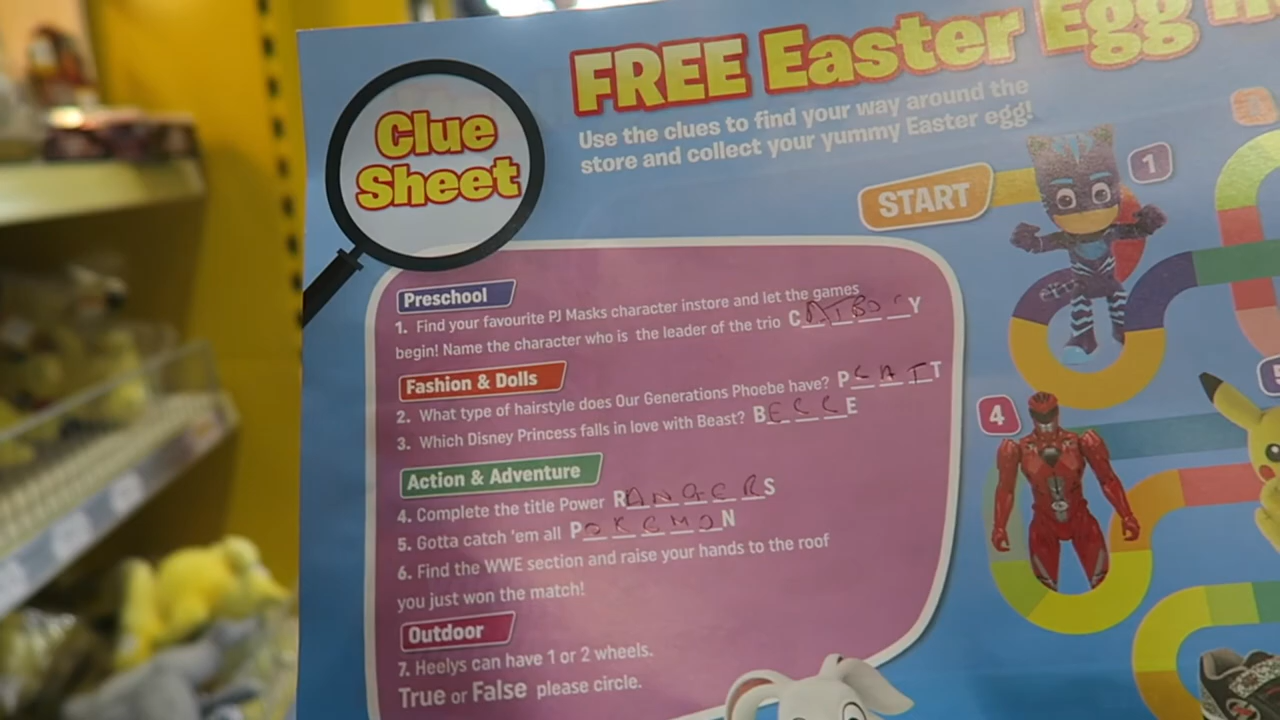 FREE Easter Egg
Clue
Sheet
Use the clues to find your way around the
store and collect your yummy Easter egg!
START
1
Preschool
1. Find your favourite PJ Masks character instore and let the games
begin! Name the character who is the leader of the trio CATBOY
Fashion & Dolls
2. What type of hairstyle does Our Generations Phoebe have? PLAIT
3. Which Disney Princess falls in love with Beast? BELLE
Action & Adventure
4. Complete the title Power RANGERS
5. Gotta catch 'em all POKEMON
6. Find the WWE section and raise your hands to the roof
you just won the match!
Outdoor
7. Heelys can have 1 or 2 wheels.
True or False please circle.
4
5